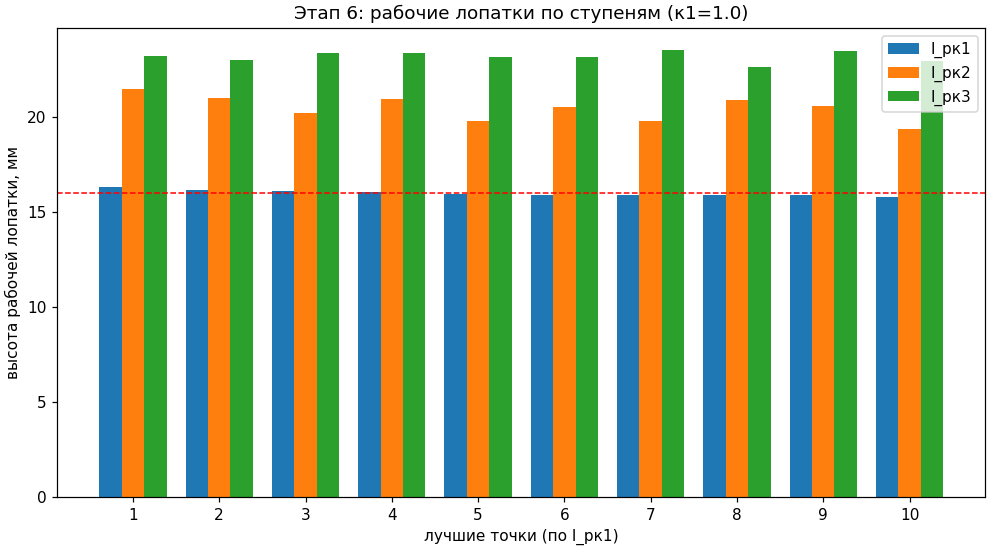 Этап 6: рабочие лопатки по ступеням (к1=1.0)
высота рабочей лопатки, мм
20
15
10
5
0
l_рк1
l_рк2
l_рк3
1 2 3 4 5 6 7 8 9 10
лучшие точки (по l_рк1)